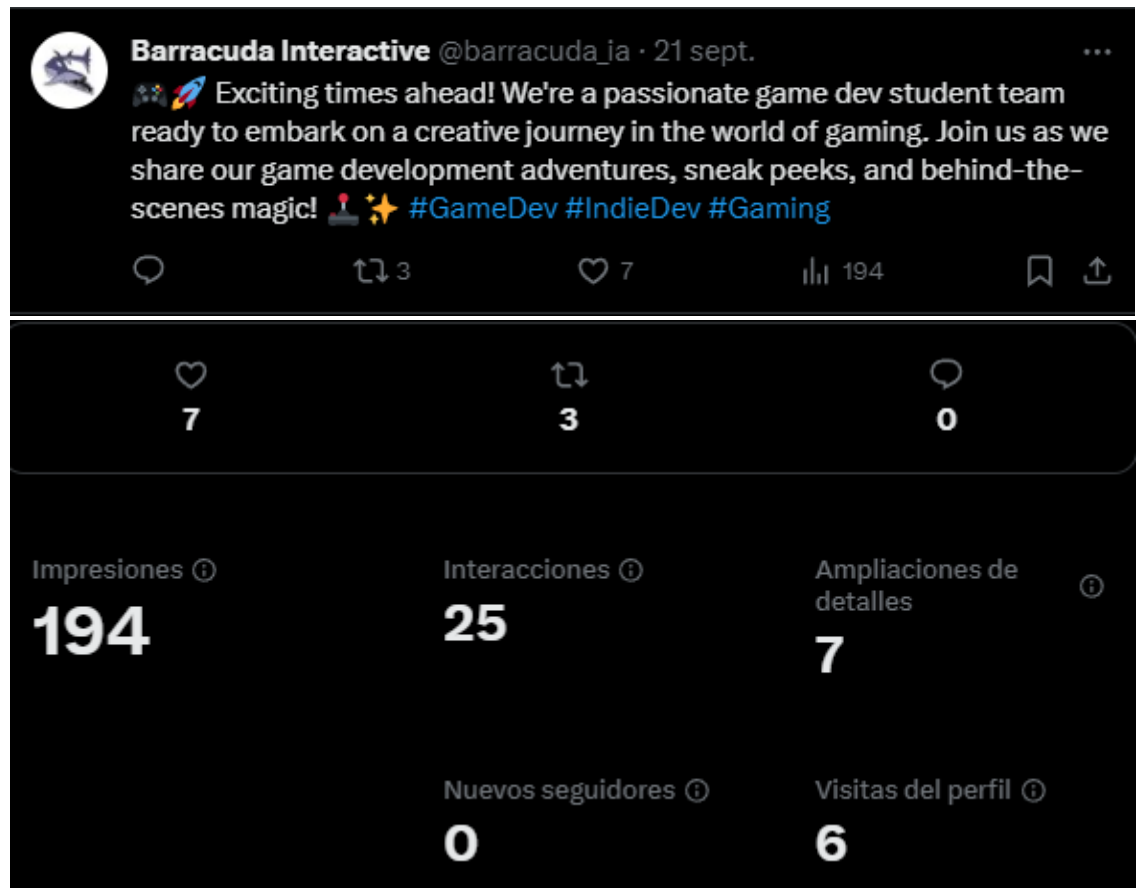 Barracuda Interactive @barracuda_ia · 21 sept.
🎮🚀 Exciting times ahead! We're a passionate game dev student team
ready to embark on a creative journey in the world of gaming. Join us as we
share our game development adventures, sneak peeks, and behind-the-
scenes magic! 🕹️✨ #GameDev #IndieDev #Gaming
3 7 194
7 3 0
Impresiones Interacciones Ampliaciones de
detalles
194 25 7
Nuevos seguidores Visitas del perfil
0 6